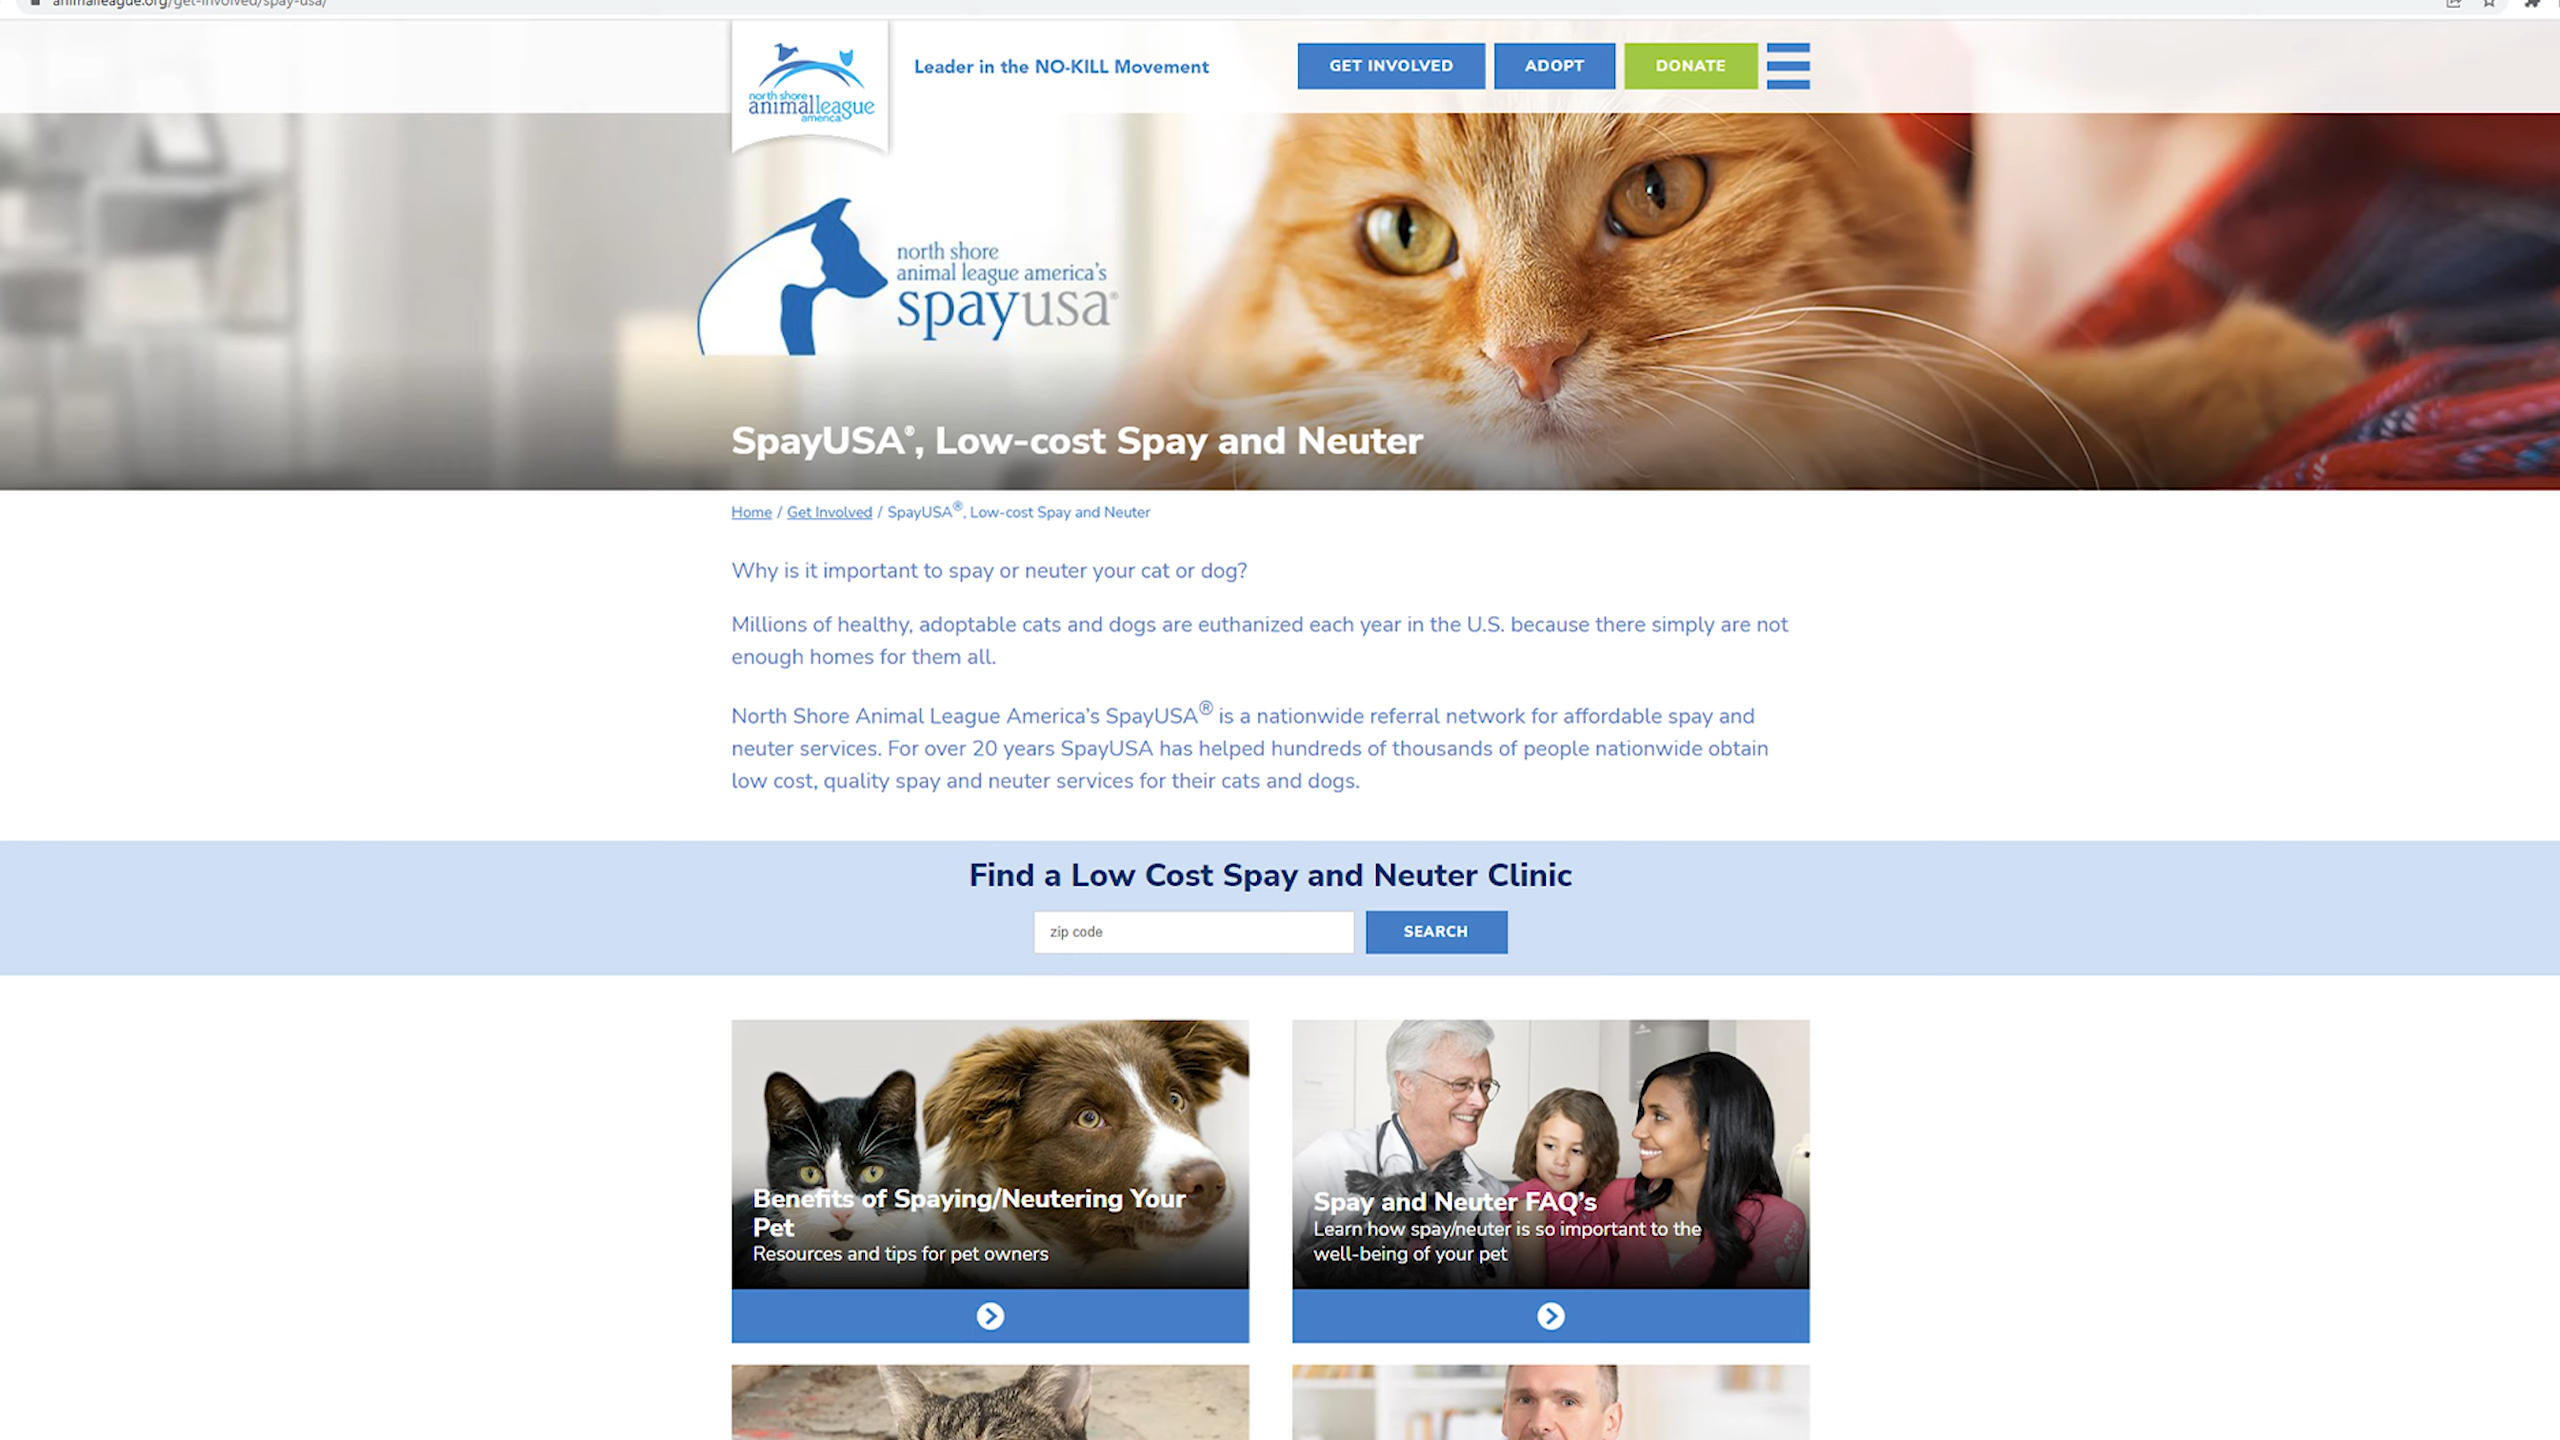 animalleague.org/get-involved/spay-usa/
north shore
animalleague
america
Leader in the NO-KILL Movement
GET INVOLVED
ADOPT
DONATE
north shore
animal league america's
spayusa®
SpayUSA®, Low-cost Spay and Neuter
Home / Get Involved / SpayUSA®, Low-cost Spay and Neuter
Why is it important to spay or neuter your cat or dog?
Millions of healthy, adoptable cats and dogs are euthanized each year in the U.S. because there simply are not
enough homes for them all.
North Shore Animal League America's SpayUSA® is a nationwide referral network for affordable spay and
neuter services. For over 20 years SpayUSA has helped hundreds of thousands of people nationwide obtain
low cost, quality spay and neuter services for their cats and dogs.
Find a Low Cost Spay and Neuter Clinic
zip code
SEARCH
Benefits of Spaying/Neutering Your
Pet
Resources and tips for pet owners
Spay and Neuter FAQ's
Learn how spay/neuter is so important to the
well-being of your pet